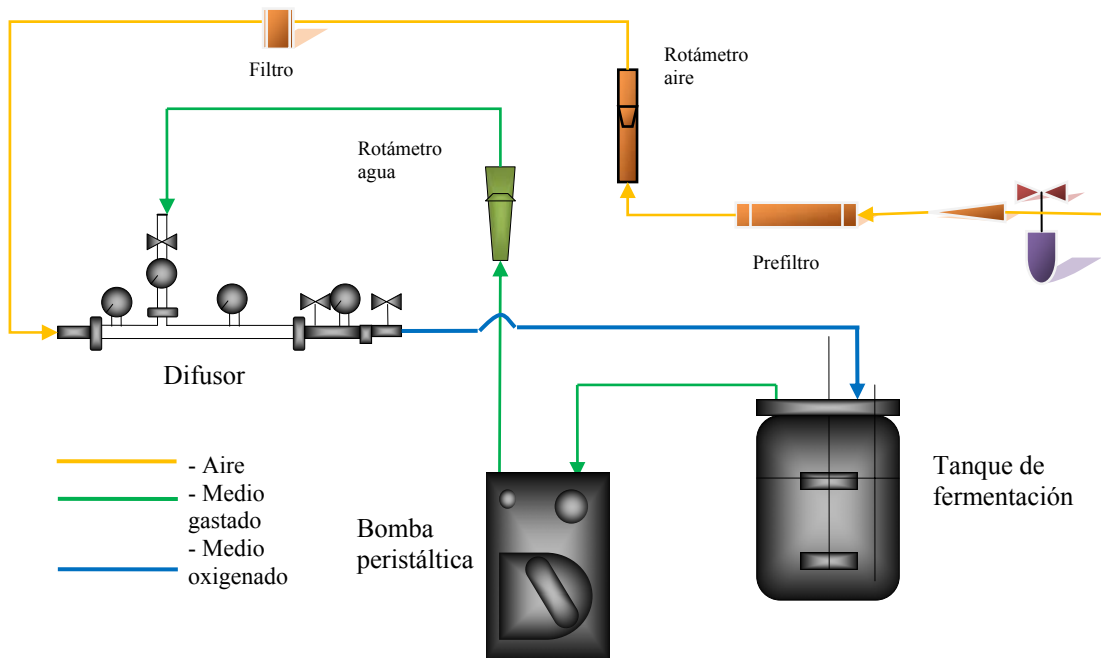 Filtro
Rotámetro
aire
Rotámetro
agua
Prefiltro
Difusor
- Aire
- Medio
gastado
- Medio
oxigenado
Bomba
peristáltica
Tanque de
fermentación